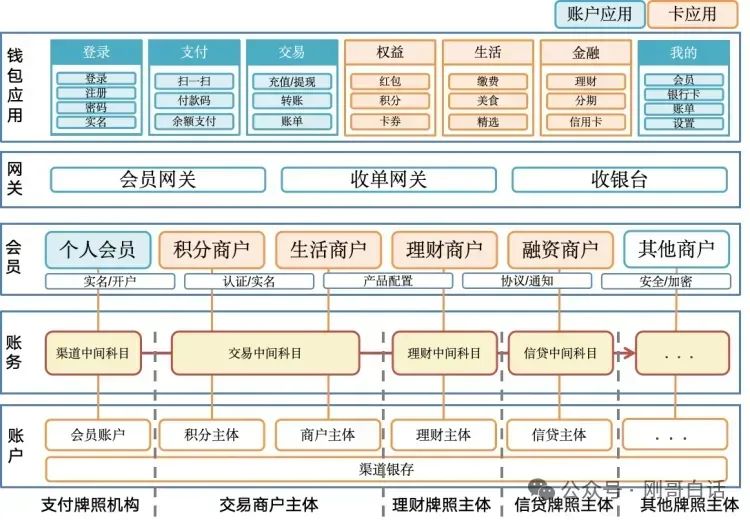 账户应用 卡应用
钱包应用
登录 支付 交易 权益 生活 金融 我的
登录 扫一扫 充值/提现 红包 缴费 理财 会员
注册 付款码 转账 积分 美食 分期 银行卡
密码 余额支付 账单 卡券 精选 信用卡 账单
实名 设置
网关
会员网关 收单网关 收银台
会员
个人会员 积分商户 生活商户 理财商户 融资商户 其他商户
实名/开户 认证/实名 产品配置 协议/通知 安全/加密
账务
渠道中间科目 交易中间科目 理财中间科目 信贷中间科目 ...
账户
会员账户 积分主体 商户主体 理财主体 信贷主体 ...
渠道银存
公众号·刚哥白话
支付牌照机构 交易商户主体 理财牌照主体 信贷牌照主体 其他牌照主体